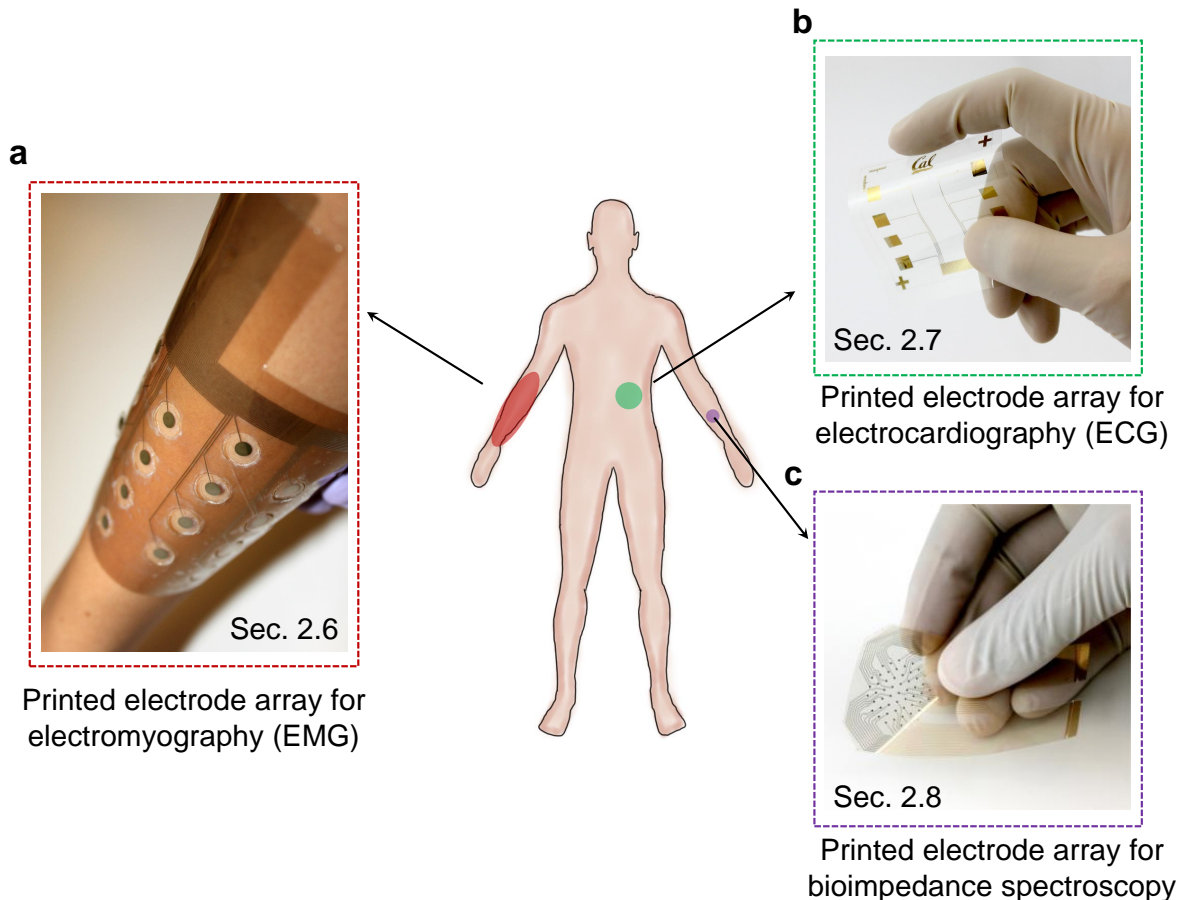 a
Sec. 2.6
Printed electrode array for
electromyography (EMG)
b
Cal
Sec. 2.7
Printed electrode array for
electrocardiography (ECG)
c
Sec. 2.8
Printed electrode array for
bioimpedance spectroscopy